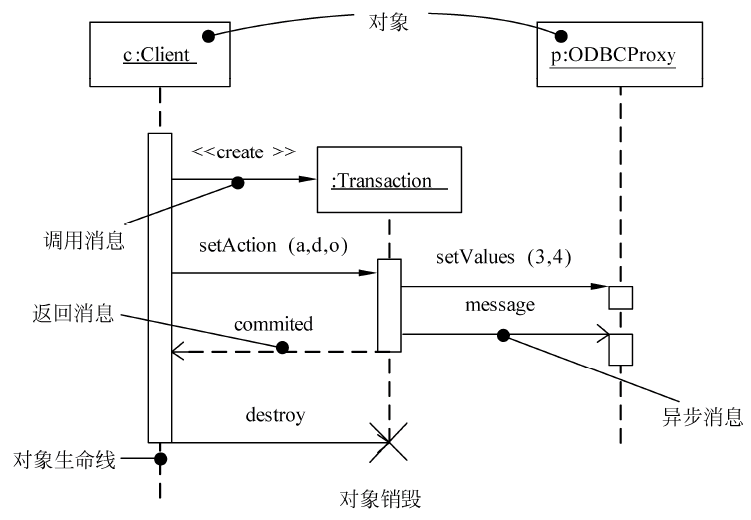 对象
c:Client
p:ODBCProxy
<<create >>
:Transaction
调用消息
setAction (a,d,o)
setValues (3,4)
返回消息
commited
message
异步消息
destroy
对象生命线
对象销毁